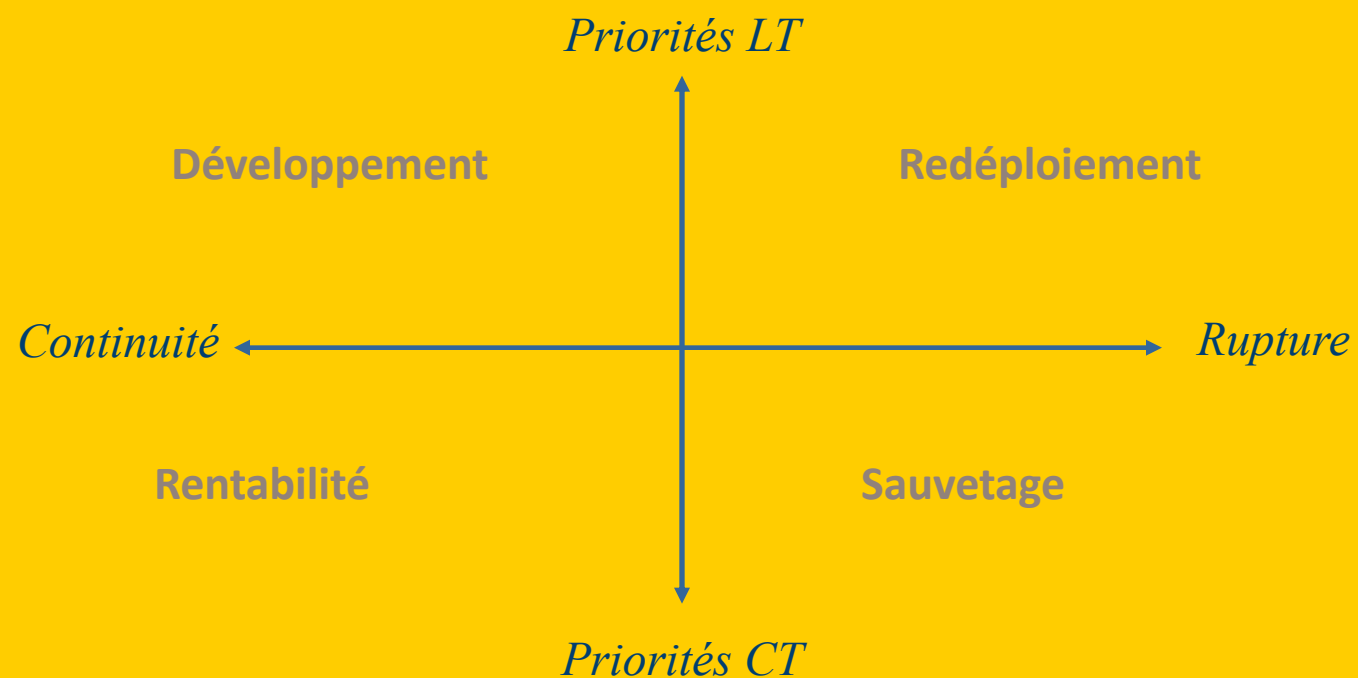 Priorités LT
Développement
Redéploiement
Continuité
Rupture
Rentabilité
Sauvetage
Priorités CT